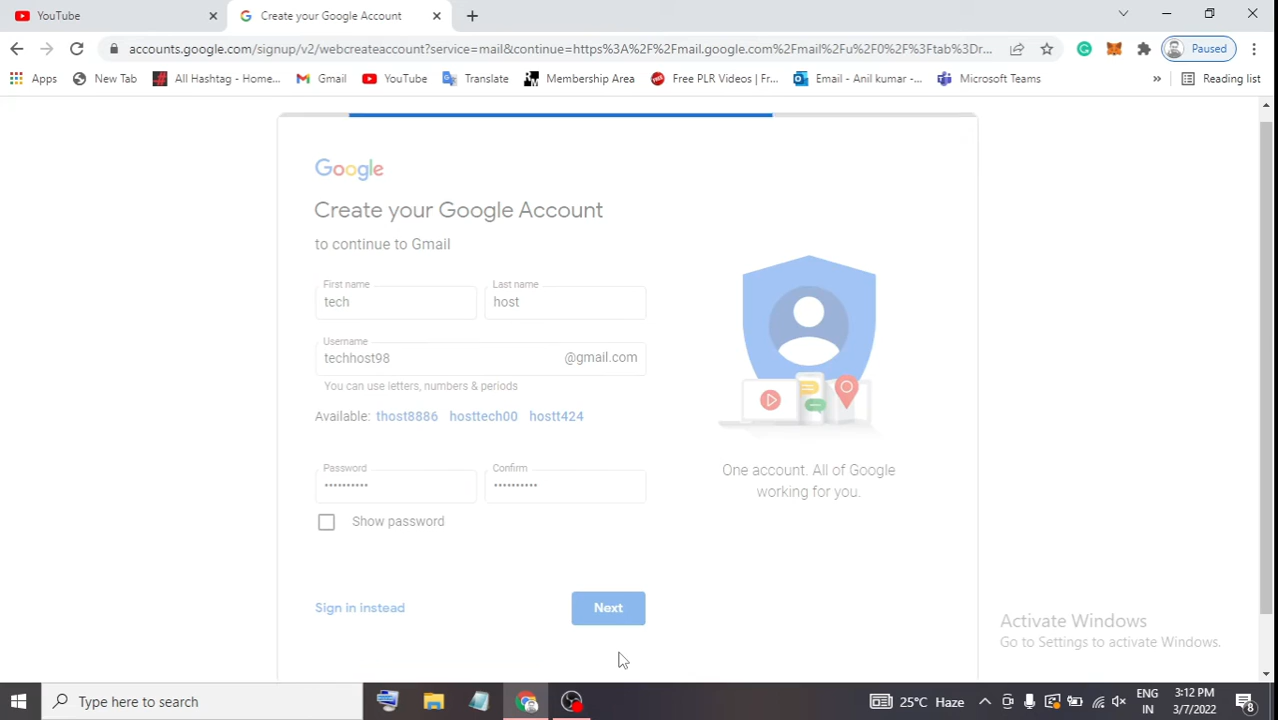 YouTube
Create your Google Account
accounts.google.com/signup/v2/webcreateaccount?service=mail&continue=https%3A%2F%2Fmail.google.com%2Fmail%2Fu%2F0%2F%3Ftab%3Dr...
Paused
Apps
New Tab
All Hashtag - Home...
Gmail
YouTube
Translate
Membership Area
Free PLR Videos | Fr...
Email - Anil kumar -...
Microsoft Teams
»
Reading list
Google
Create your Google Account
to continue to Gmail
First name
Last name
tech
host
Username
techhost98
@gmail.com
You can use letters, numbers & periods
Available: thost8886 hosttech00 hostt424
Password
Confirm
••••••••••
••••••••••
Show password
One account. All of Google
working for you.
Sign in instead
Next
Activate Windows
Go to Settings to activate Windows.
Type here to search
25°C Haze
ENG
IN
3:12 PM
3/7/2022
8